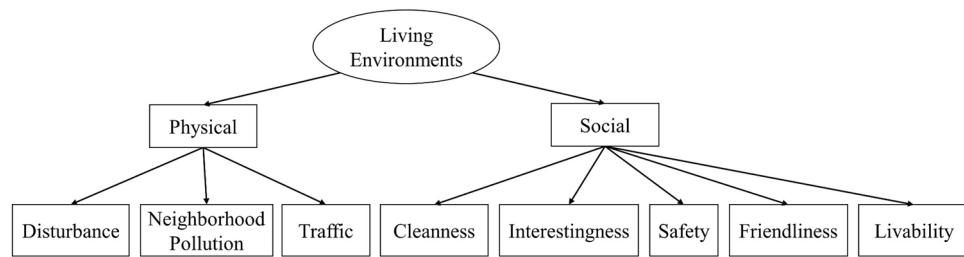 Living
Environments
Physical
Social
Disturbance
Neighborhood
Pollution
Traffic
Cleanness
Interestingness
Safety
Friendliness
Livability